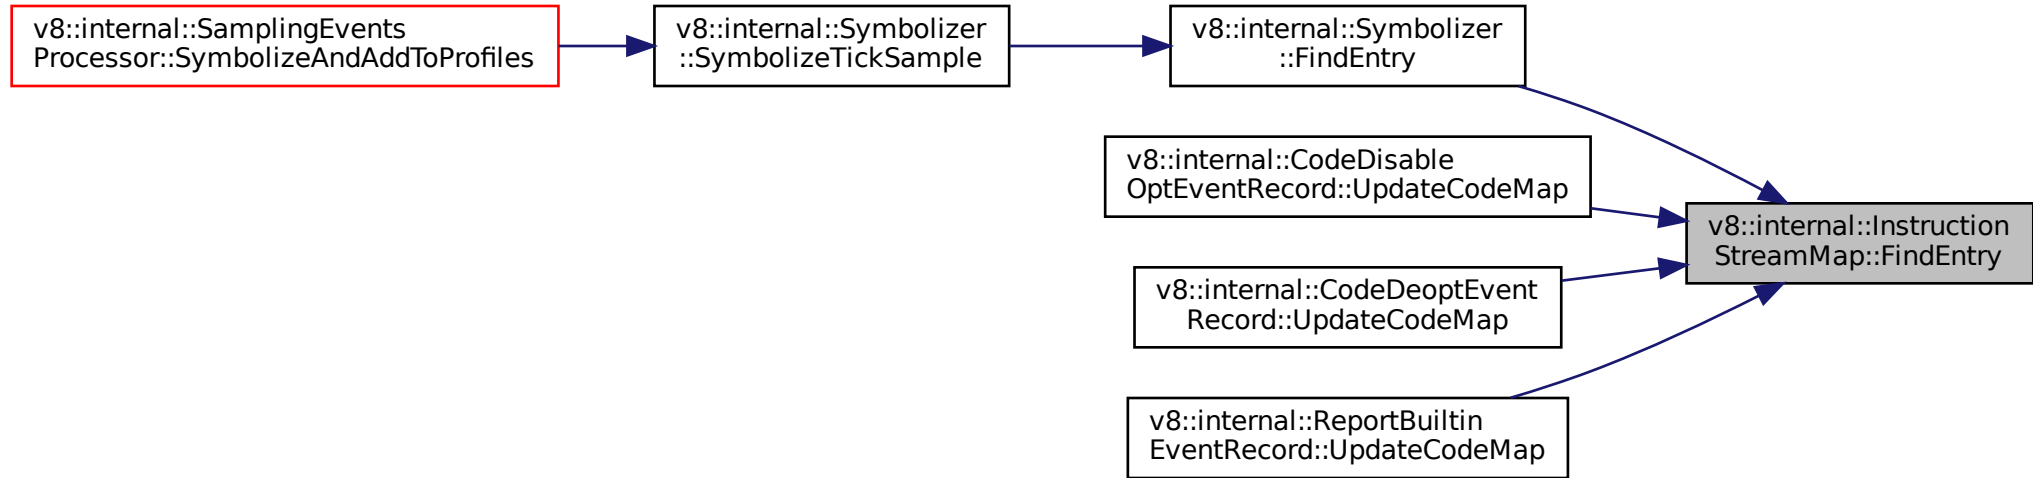 v8::internal::SamplingEvents
Processor::SymbolizeAndAddToProfiles
v8::internal::Symbolizer
::SymbolizeTickSample
v8::internal::Symbolizer
::FindEntry
v8::internal::CodeDisable
OptEventRecord::UpdateCodeMap
v8::internal::Instruction
StreamMap::FindEntry
v8::internal::CodeDeoptEvent
Record::UpdateCodeMap
v8::internal::ReportBuiltin
EventRecord::UpdateCodeMap